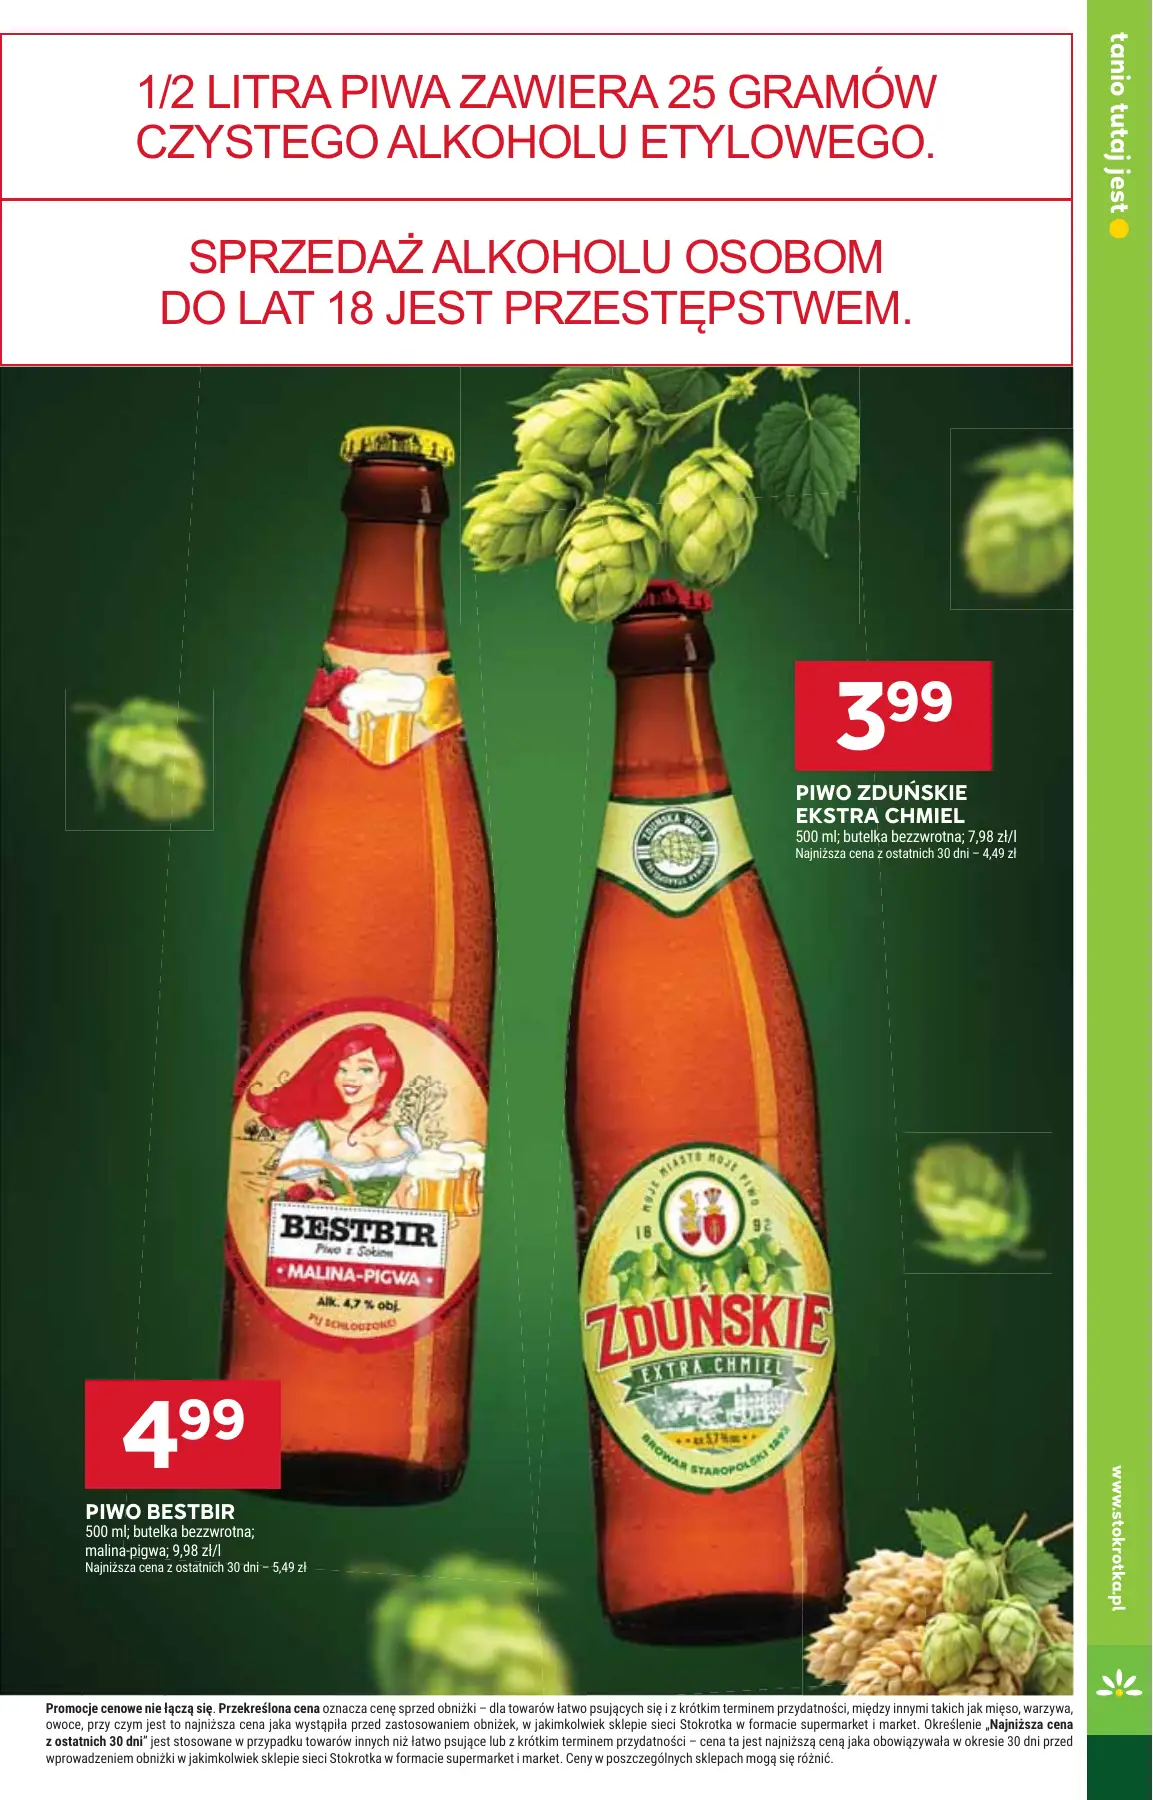 1/2 LITRA PIWA ZAWIERA 25 GRAMÓW
CZYSTEGO ALKOHOLU ETYLOWEGO.
SPRZEDAŻ ALKOHOLU OSOBOM
DO LAT 18 JEST PRZESTĘPSTWEM.
tanio tutaj jest
3 99
PIWO ZDUŃSKIE
EKSTRA CHMIEL
500 ml; butelka bezzwrotna; 7,98 zł/l
Najniższa cena z ostatnich 30 dni – 4,49 zł
ZDUŃSKA WOLA
BESTBIR
Piwo z Sokiem
• MALINA-PIGWA •
Alk. 4,7 % obj.
PIJ SCHŁODZONE!
MOJE MIASTO MOJE PIWO
18 92
ZDUŃSKIE
EXTRA CHMIEL
BROWAR STAROPOLSKI 1892
4 99
PIWO BESTBIR
500 ml; butelka bezzwrotna;
malina-pigwa; 9,98 zł/l
Najniższa cena z ostatnich 30 dni – 5,49 zł
www.stokrotka.pl
Promocje cenowe nie łączą się. Przekreślona cena oznacza cenę sprzed obniżki – dla towarów łatwo psujących się i z krótkim terminem przydatności, między innymi takich jak mięso, warzywa,
owoce, przy czym jest to najniższa cena jaka wystąpiła przed zastosowaniem obniżek, w jakimkolwiek sklepie sieci Stokrotka w formacie supermarket i market. Określenie „Najniższa cena
z ostatnich 30 dni” jest stosowane w przypadku towarów innych niż łatwo psujące lub z krótkim terminem przydatności – cena ta jest najniższą ceną jaka obowiązywała w okresie 30 dni przed
wprowadzeniem obniżki w jakimkolwiek sklepie sieci Stokrotka w formacie supermarket i market. Ceny w poszczególnych sklepach mogą się różnić.